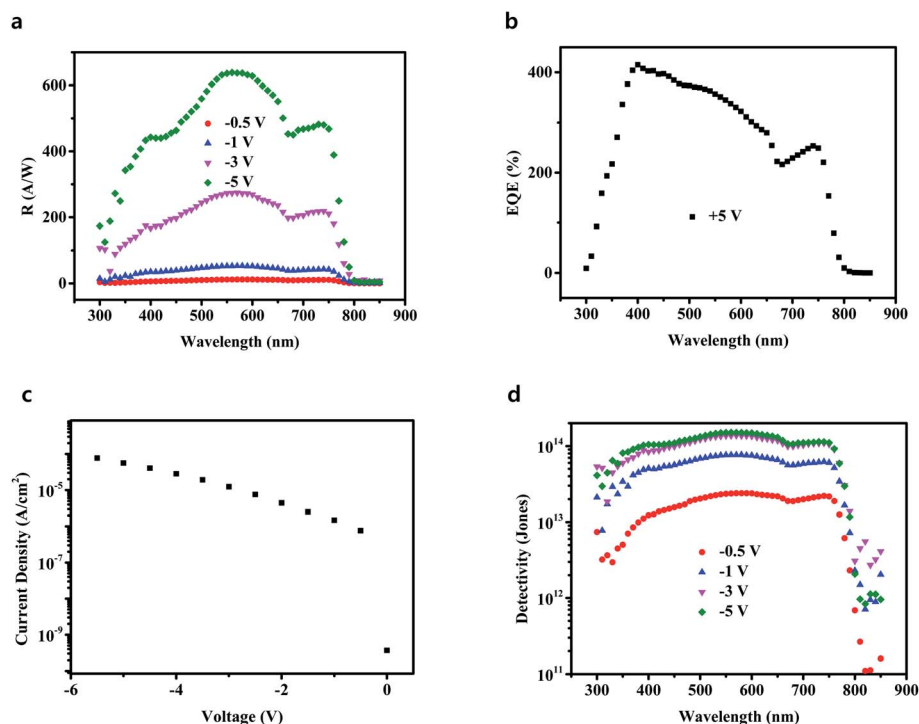 a
R (A/W)
600
400
200
0
-0.5 V
-1 V
-3 V
-5 V
300 400 500 600 700 800 900
Wavelength (nm)
b
EQE (%)
400
200
0
+5 V
300 400 500 600 700 800 900
Wavelength (nm)
c
Current Density (A/cm²)
10⁻⁵
10⁻⁷
10⁻⁹
-6 -4 -2 0
Voltage (V)
d
Detectivity (Jones)
10¹⁴
10¹³
10¹²
10¹¹
-0.5 V
-1 V
-3 V
-5 V
300 400 500 600 700 800 900
Wavelength (nm)